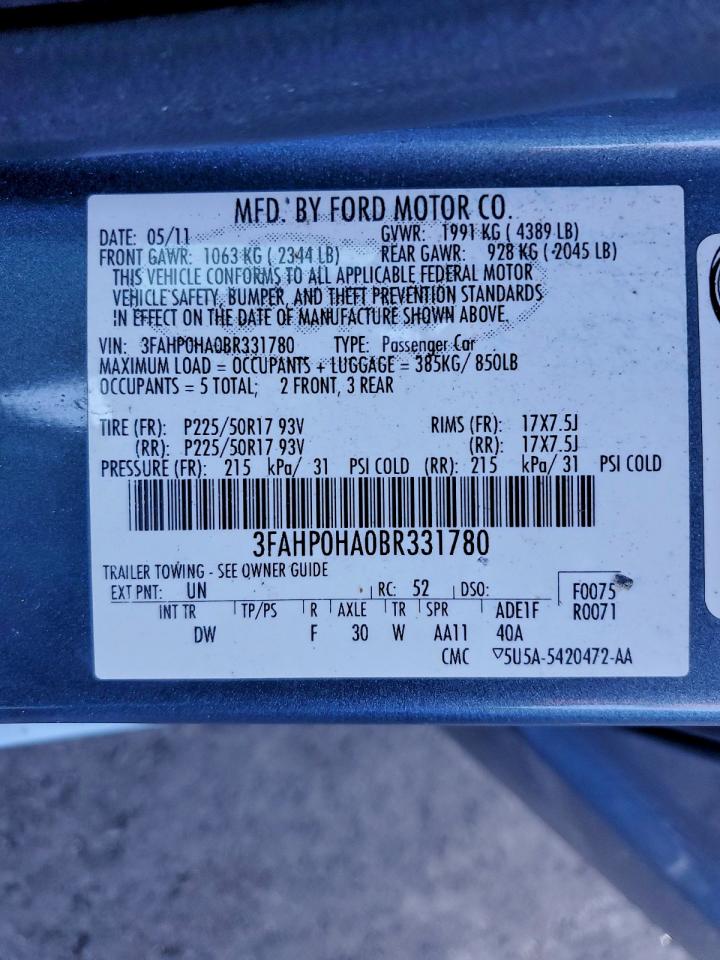 MFD. BY FORD MOTOR CO.
DATE: 05/11 GVWR: 1991 KG ( 4389 LB)
FRONT GAWR: 1063 KG ( 2344 LB) REAR GAWR: 928 KG ( 2045 LB)
THIS VEHICLE CONFORMS TO ALL APPLICABLE FEDERAL MOTOR
VEHICLE SAFETY, BUMPER, AND THEFT PREVENTION STANDARDS
IN EFFECT ON THE DATE OF MANUFACTURE SHOWN ABOVE.
VIN: 3FAHP0HA0BR331780 TYPE: Passenger Car
MAXIMUM LOAD = OCCUPANTS + LUGGAGE = 385KG/ 850LB
OCCUPANTS = 5 TOTAL; 2 FRONT, 3 REAR
TIRE (FR): P225/50R17 93V RIMS (FR): 17X7.5J
(RR): P225/50R17 93V (RR): 17X7.5J
PRESSURE (FR): 215 kPa/ 31 PSI COLD (RR): 215 kPa/ 31 PSI COLD
3FAHP0HA0BR331780
TRAILER TOWING - SEE OWNER GUIDE
EXT PNT: UN RC: 52 DSO: F0075
INT TR TP/PS R AXLE TR SPR ADE1F R0071
DW F 30 W AA11 40A
CMC ▽5U5A-5420472-AA